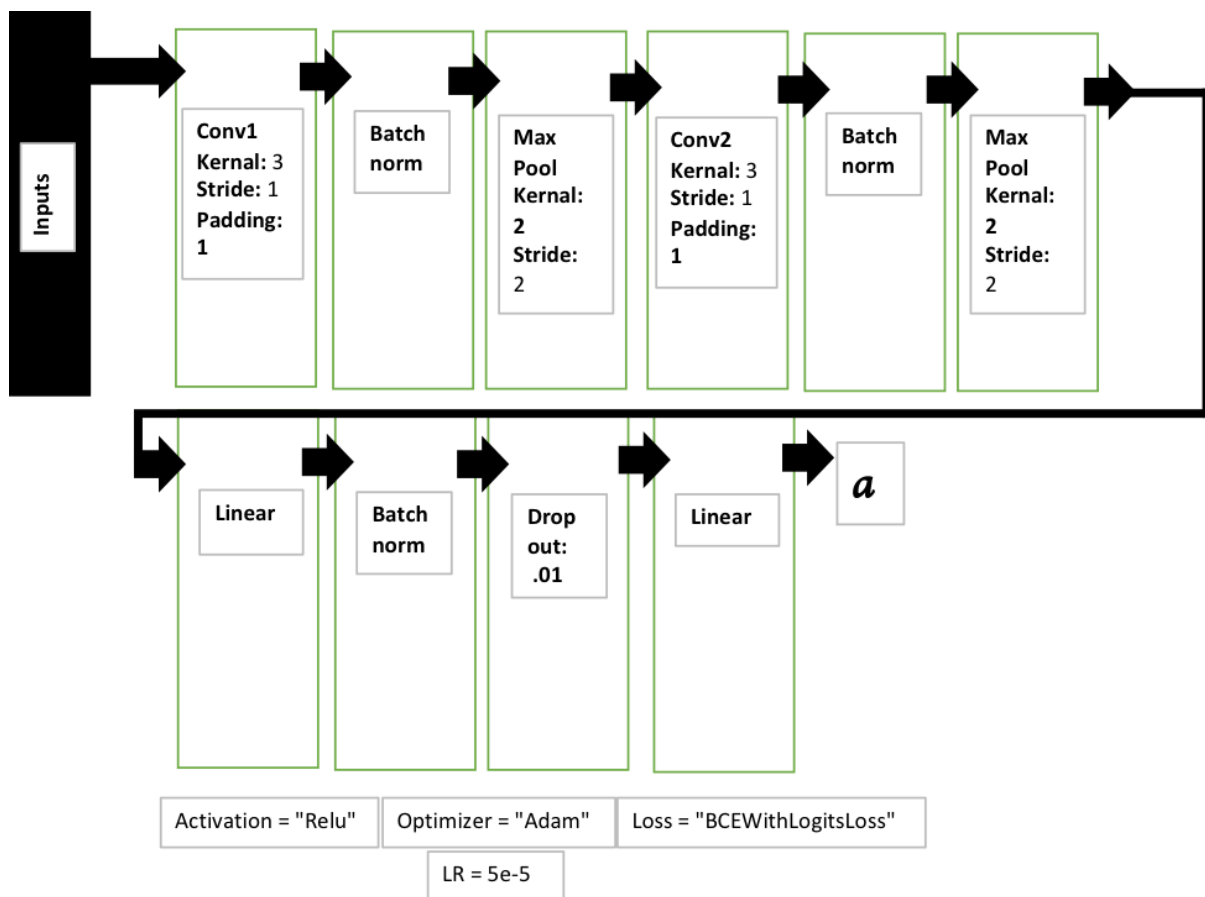 Inputs
Conv1
Kernal: 3
Stride: 1
Padding:
1
Batch
norm
Max
Pool
Kernal:
2
Stride:
2
Conv2
Kernal: 3
Stride: 1
Padding:
1
Batch
norm
Max
Pool
Kernal:
2
Stride:
2
Linear
Batch
norm
Drop
out:
.01
Linear
a
Activation = "Relu"
Optimizer = "Adam"
Loss = "BCEWithLogitsLoss"
LR = 5e-5